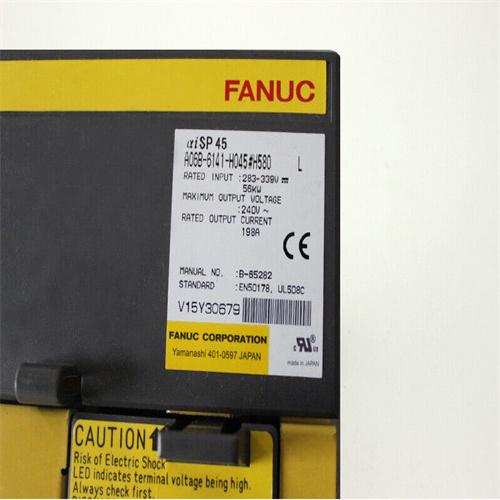 FANUC
αiSP 45
A06B-6141-H045#H580 L
RATED INPUT :283-339V ⎓
56KW
MAXIMUM OUTPUT VOLTAGE
:240V ~
RATED OUTPUT CURRENT
198A
CE
MANUAL NO. :B-65282
STANDARD :EN50178, UL508C
V15Y30679
FANUC CORPORATION
Yamanashi 401-0597 JAPAN
c RU us
made in JAPAN
CAUTION
Risk of Electric Shock
LED indicates terminal voltage being high.
Always check first.